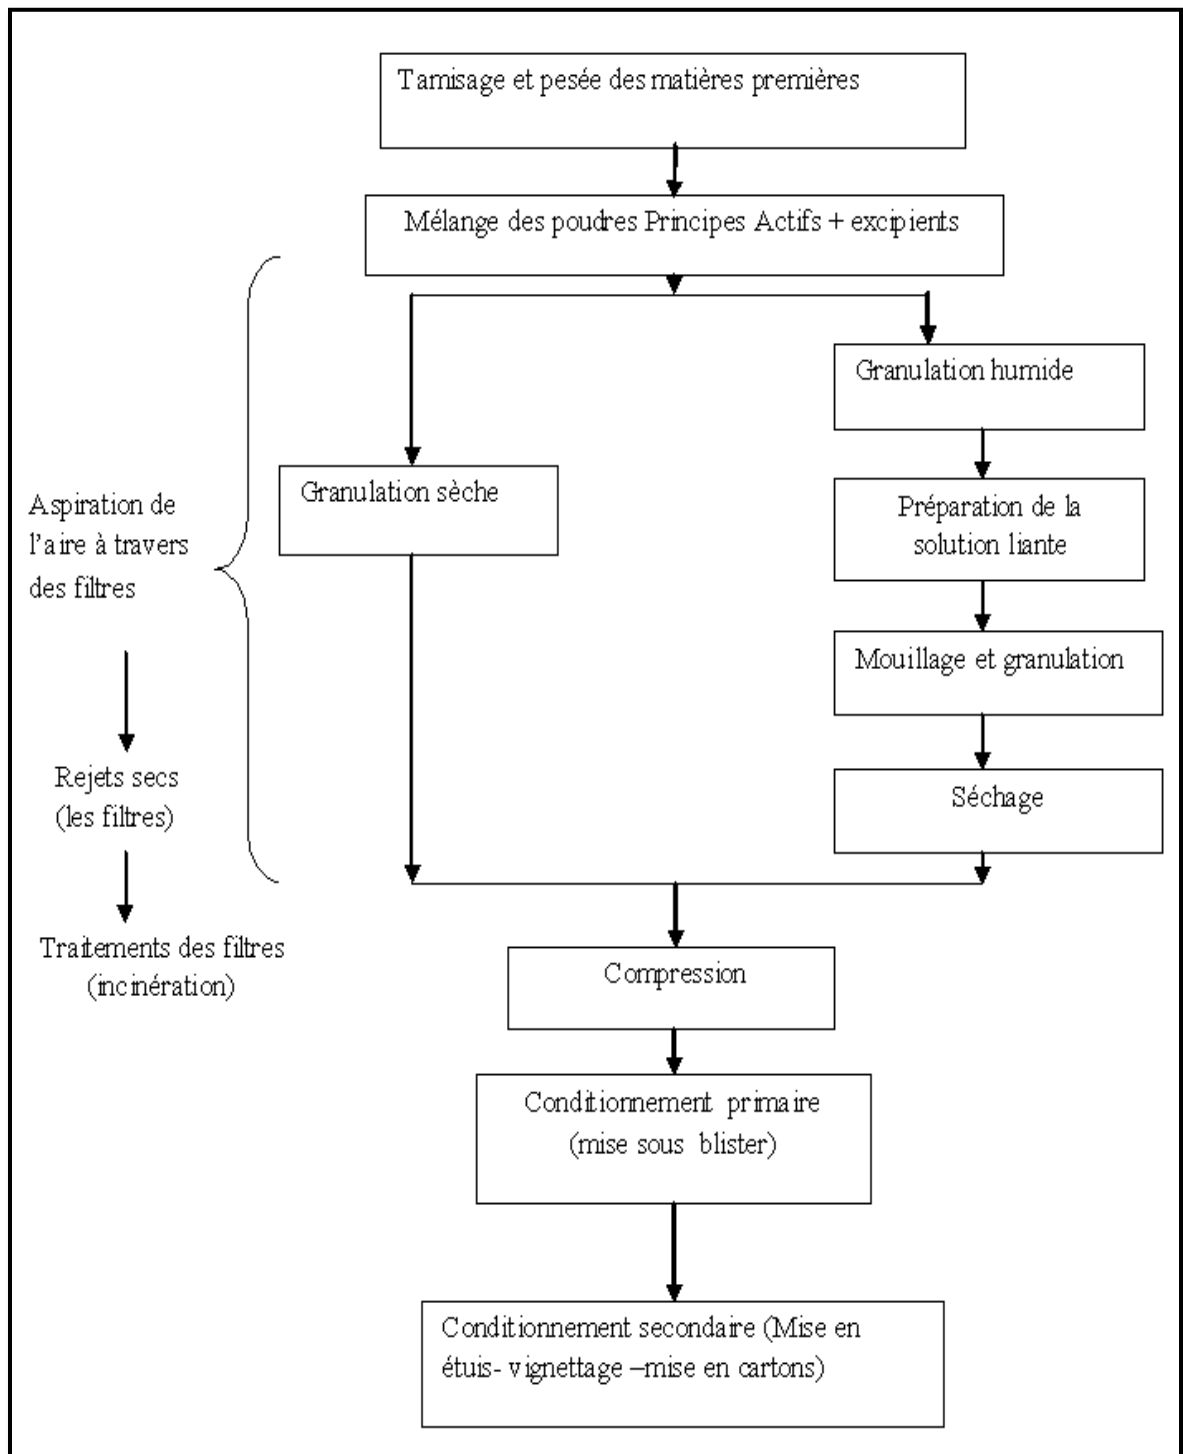 Tamisage et pesée des matières premières
Mélange des poudres Principes Actifs + excipients
Granulation humide
Granulation sèche
Préparation de la
solution liante
Mouillage et granulation
Séchage
Aspiration de
l'aire à travers
des filtres
Rejets secs
(les filtres)
Traitements des filtres
(incinération)
Compression
Conditionnement primaire
(mise sous blister)
Conditionnement secondaire (Mise en
étuis- vignettage –mise en cartons)